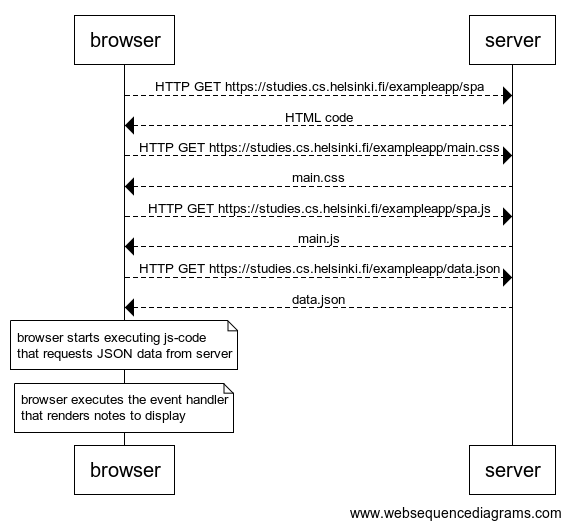 browser
server
HTTP GET https://studies.cs.helsinki.fi/exampleapp/spa
HTML code
HTTP GET https://studies.cs.helsinki.fi/exampleapp/main.css
main.css
HTTP GET https://studies.cs.helsinki.fi/exampleapp/spa.js
main.js
HTTP GET https://studies.cs.helsinki.fi/exampleapp/data.json
data.json
browser starts executing js-code
that requests JSON data from server
browser executes the event handler
that renders notes to display
browser
server
www.websequencediagrams.com